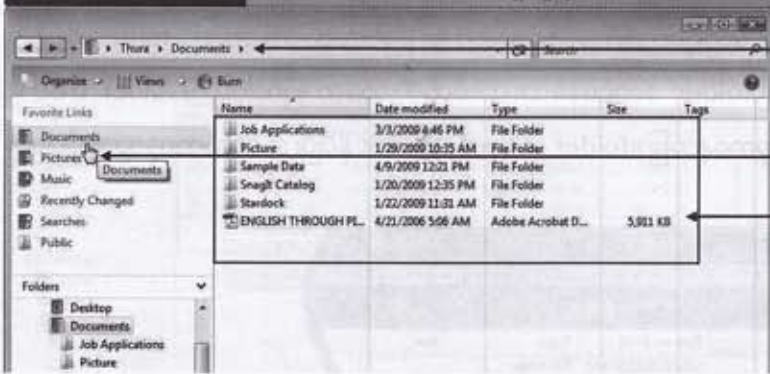 Thura ▸ Documents ▸ Search
Organize Views Burn
Favorite Links
Documents
Pictures
Documents
Music
Recently Changed
Searches
Public
Folders
Desktop
Documents
Job Applications
Picture
Name Date modified Type Size Tags
Job Applications 3/3/2009 4:46 PM File Folder
Picture 1/29/2009 10:35 AM File Folder
Sample Data 4/9/2009 12:21 PM File Folder
SnagIt Catalog 1/20/2009 12:35 PM File Folder
Stardock 1/22/2009 11:31 AM File Folder
ENGLISH THROUGH PI... 4/21/2006 5:06 AM Adobe Acrobat D... 5,911 KB